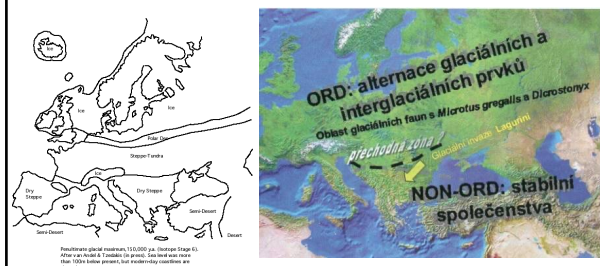 Ice
Ice
Ice
Polar Des
Steppe-Tundra
Ice
Dry
Steppe
Dry Steppe
Semi-Desert
Semi-Desert
Desert
Penultimate glacial maximum, 150,000 y.a. (Isotope Stage 6).
After van Andel & Tzedakis (in press). Sea level was more
than 100m below present, but modern-day coastlines are
ORD: alternace glaciálních a
interglaciálních prvků
Oblast glaciálních faun s Microtus gregalis a Dicrostonyx
přechodná zóna
Glaciální invaze Lagurini
NON-ORD: stabilní
společenstva